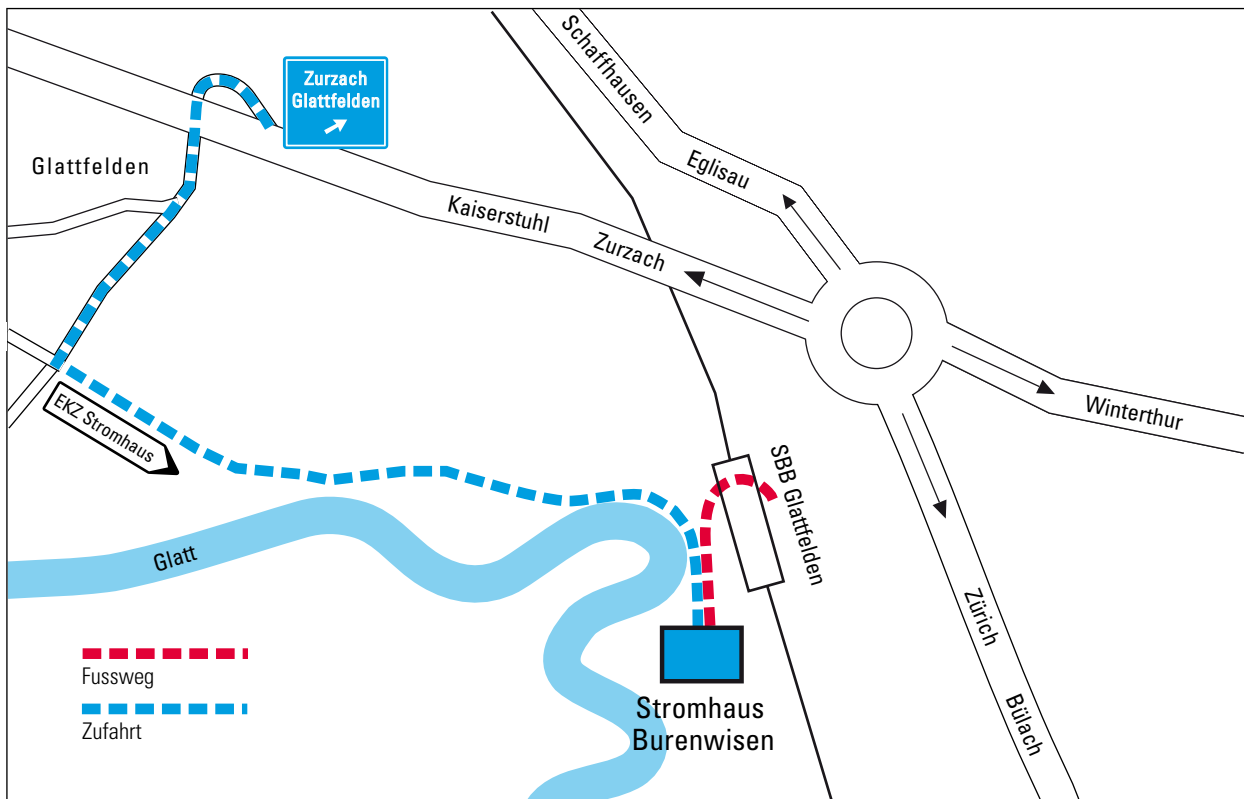 Zurzach
Glattfelden
Schaffhausen
Eglisau
Glattfelden
Kaiserstuhl
Zurzach
Winterthur
EKZ Stromhaus
SBB Glattfelden
Glatt
Zürich
Bülach
Fussweg
Zufahrt
Stromhaus
Burenwisen